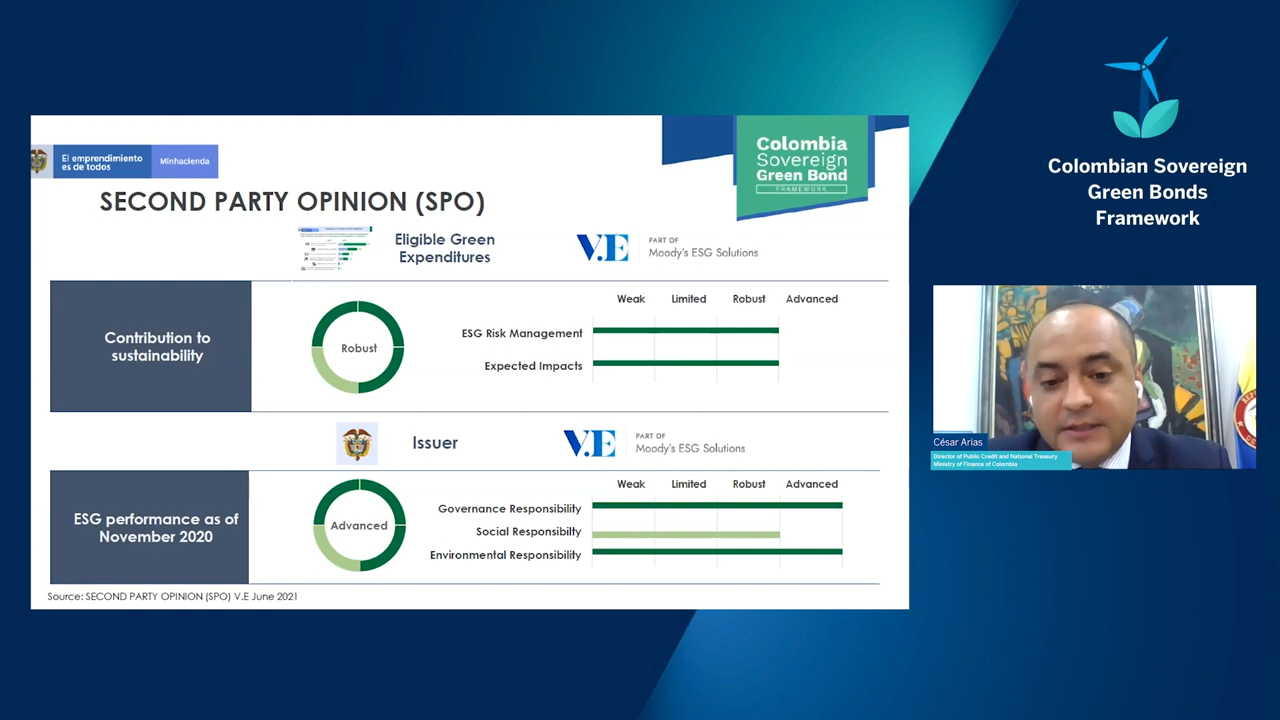 El emprendimiento
es de todos
Minhacienda
Colombia
Sovereign
Green Bond
FRAMEWORK
SECOND PARTY OPINION (SPO)
Eligible Green
Expenditures
V.E
PART OF
Moody's ESG Solutions
Contribution to
sustainability
Robust
Weak Limited Robust Advanced
ESG Risk Management
Expected Impacts
Issuer
V.E
PART OF
Moody's ESG Solutions
ESG performance as of
November 2020
Advanced
Weak Limited Robust Advanced
Governance Responsibility
Social Responsibilty
Environmental Responsibility
Source: SECOND PARTY OPINION (SPO) V.E June 2021
Colombian Sovereign
Green Bonds
Framework
César Arias
Director of Public Credit and National Treasury
Ministry of Finance of Colombia